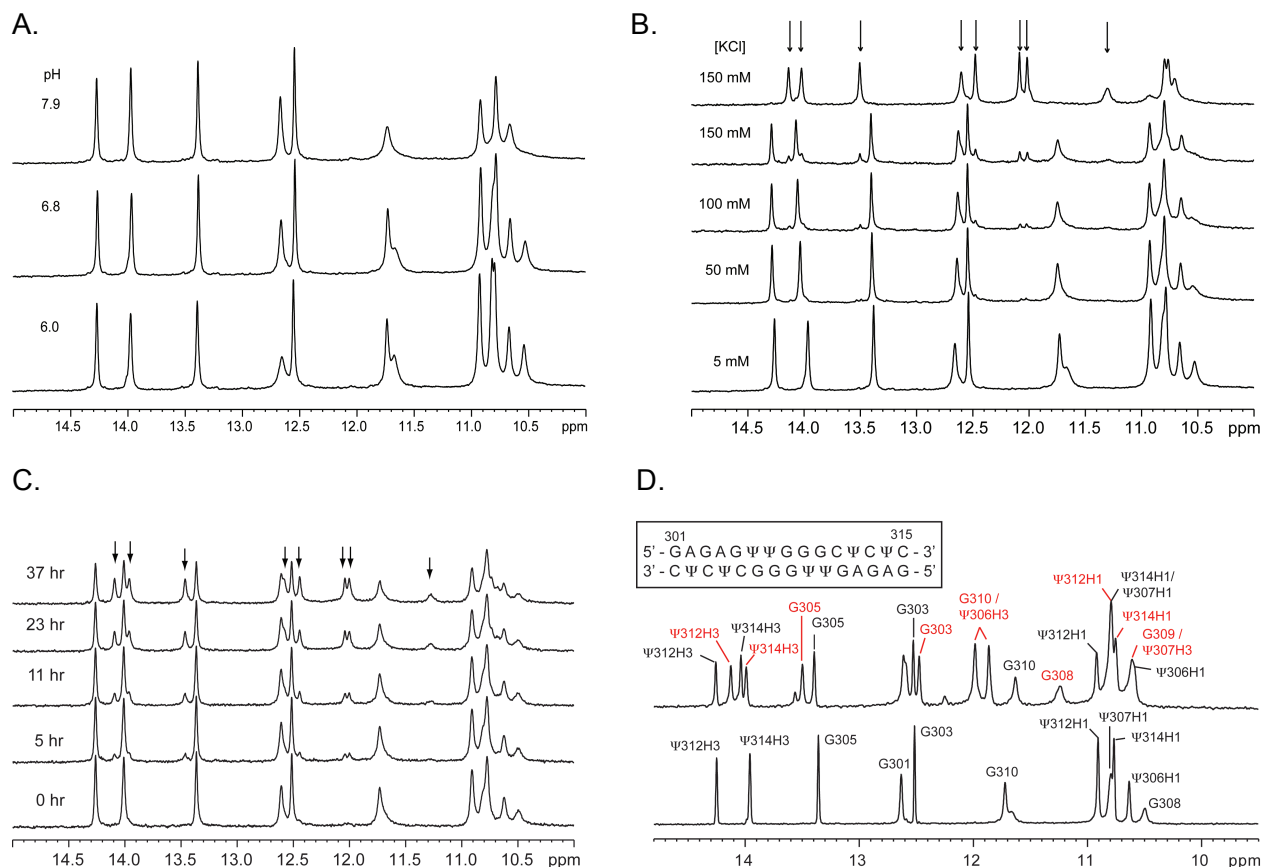 A.
pH
7.9
6.8
6.0
14.5 14.0 13.5 13.0 12.5 12.0 11.5 11.0 10.5 ppm
B.
[KCl]
150 mM
150 mM
100 mM
50 mM
5 mM
14.5 14.0 13.5 13.0 12.5 12.0 11.5 11.0 10.5 ppm
C.
37 hr
23 hr
11 hr
5 hr
0 hr
14.5 14.0 13.5 13.0 12.5 12.0 11.5 11.0 10.5 ppm
D.
301 315
5' - G A G A G Ψ Ψ G G G C Ψ C Ψ C - 3'
3' - C Ψ C Ψ C G G G Ψ Ψ G A G A G - 5'
Ψ312H3
Ψ312H3
Ψ314H3
Ψ314H3
G305
G305
G303
G303
G310 /
Ψ306H3
G310
G308
Ψ312H1
Ψ312H1
Ψ314H1/
Ψ307H1
Ψ314H1
G309 /
Ψ307H3
Ψ306H1
Ψ312H3
Ψ314H3
G305
G301
G303
G310
Ψ312H1
Ψ307H1
Ψ314H1
Ψ306H1
G308
14 13 12 11 10 ppm